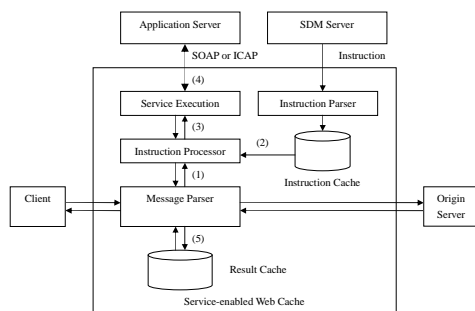 Application Server
SDM Server
SOAP or ICAP
Instruction
(4)
Service Execution
Instruction Parser
(3)
(2)
Instruction Processor
(1)
Instruction Cache
Client
Message Parser
Origin
Server
(5)
Result Cache
Service-enabled Web Cache